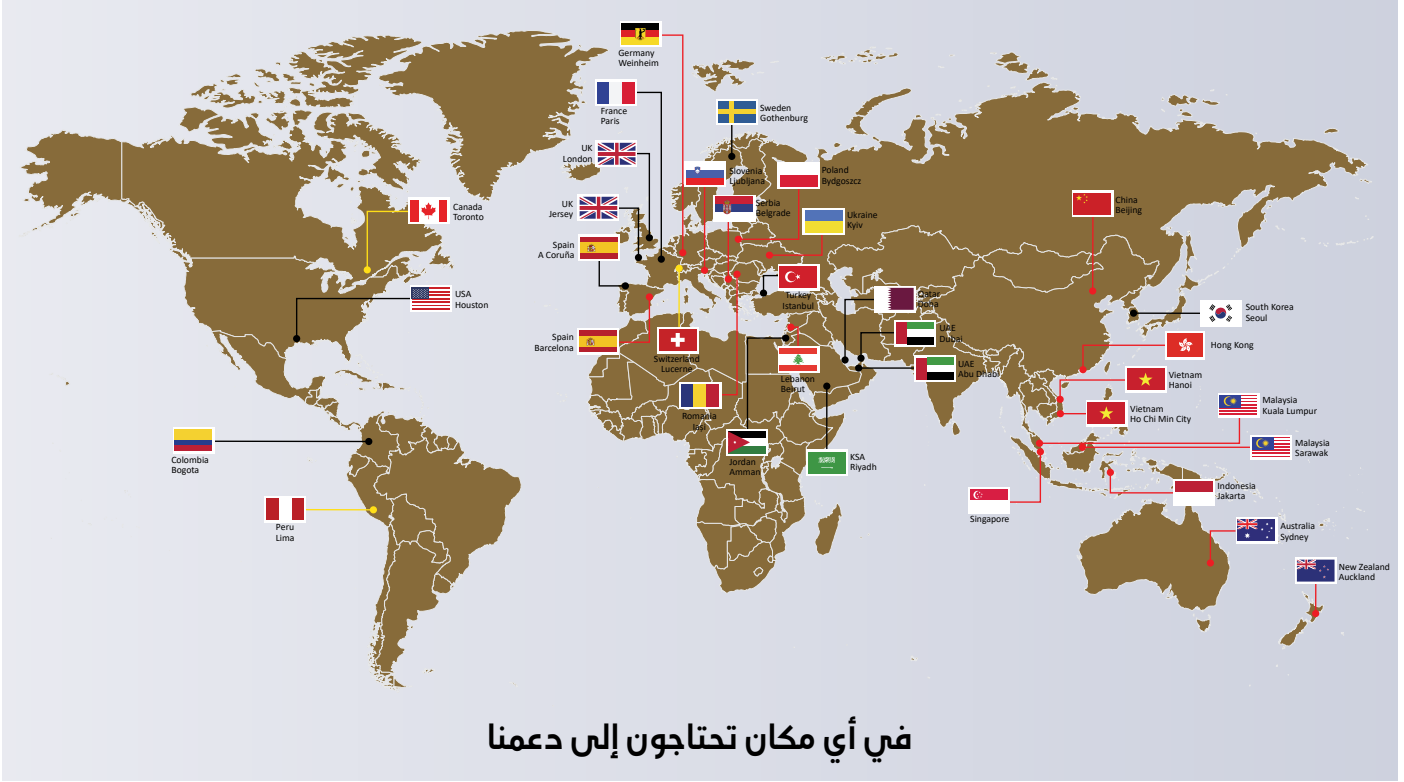 Germany
Weinheim
France
Paris
Sweden
Gothenburg
UK
London
Slovenia
Ljubljana
Poland
Bydgoszcz
UK
Jersey
Serbia
Belgrade
Ukraine
Kyiv
Canada
Toronto
China
Beijing
Spain
A Coruña
USA
Houston
Turkey
Istanbul
Qatar
Doha
South Korea
Seoul
Spain
Barcelona
Switzerland
Lucerne
UAE
Dubai
Hong Kong
Lebanon
Beirut
UAE
Abu Dhabi
Vietnam
Hanoi
Romania
Iași
Vietnam
Ho Chi Min City
Malaysia
Kuala Lumpur
Colombia
Bogota
Jordan
Amman
KSA
Riyadh
Malaysia
Sarawak
Peru
Lima
Singapore
Indonesia
Jakarta
Australia
Sydney
New Zealand
Auckland
في أي مكان تحتاجون إلى دعمنا